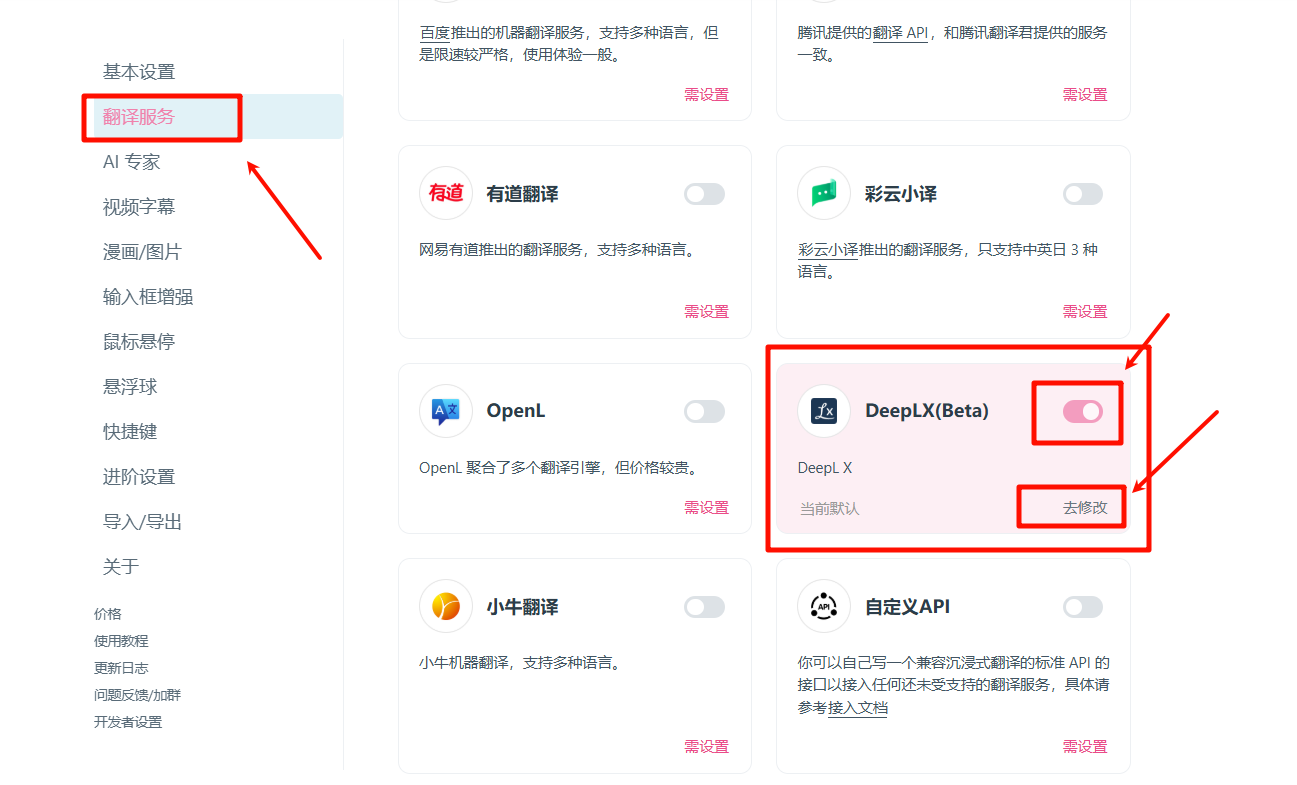 基本设置
翻译服务
AI 专家
视频字幕
漫画/图片
输入框增强
鼠标悬停
悬浮球
快捷键
进阶设置
导入/导出
关于
价格
使用教程
更新日志
问题反馈/加群
开发者设置
百度推出的机器翻译服务，支持多种语言，但
是限速较严格，使用体验一般。
需设置
腾讯提供的翻译 API，和腾讯翻译君提供的服务
一致。
需设置
有道
有道翻译
网易有道推出的翻译服务，支持多种语言。
需设置
彩云小译
彩云小译推出的翻译服务，只支持中英日 3 种
语言。
需设置
A文
OpenL
OpenL 聚合了多个翻译引擎，但价格较贵。
需设置
Lx
DeepLX(Beta)
DeepL X
当前默认
去修改
小牛翻译
小牛机器翻译，支持多种语言。
需设置
API
自定义API
你可以自己写一个兼容沉浸式翻译的标准 API 的
接口以接入任何还未受支持的翻译服务，具体请
参考接入文档
需设置